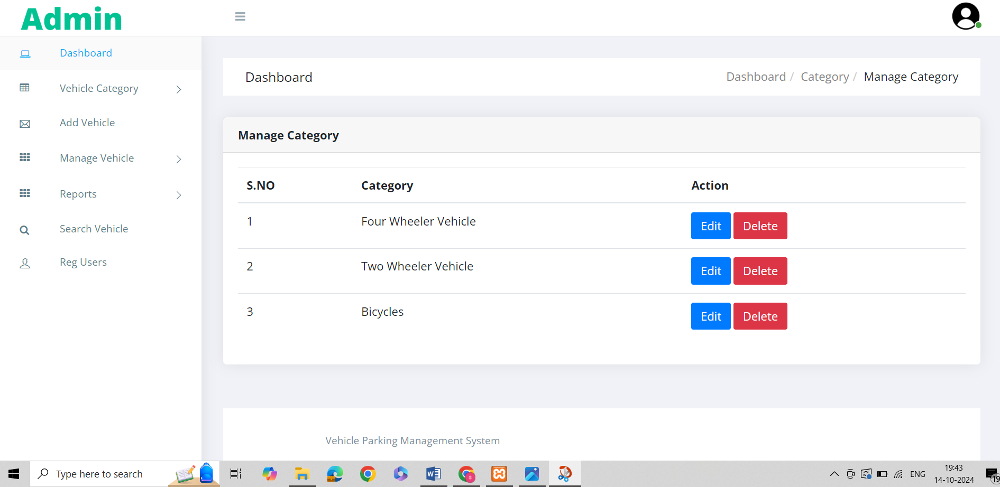 Admin
Dashboard
Vehicle Category
Add Vehicle
Manage Vehicle
Reports
Search Vehicle
Reg Users
Dashboard
Dashboard / Category / Manage Category
Manage Category
S.NO Category Action
1 Four Wheeler Vehicle Edit Delete
2 Two Wheeler Vehicle Edit Delete
3 Bicycles Edit Delete
Vehicle Parking Management System
Type here to search
W
S
ENG
19:43
14-10-2024
19